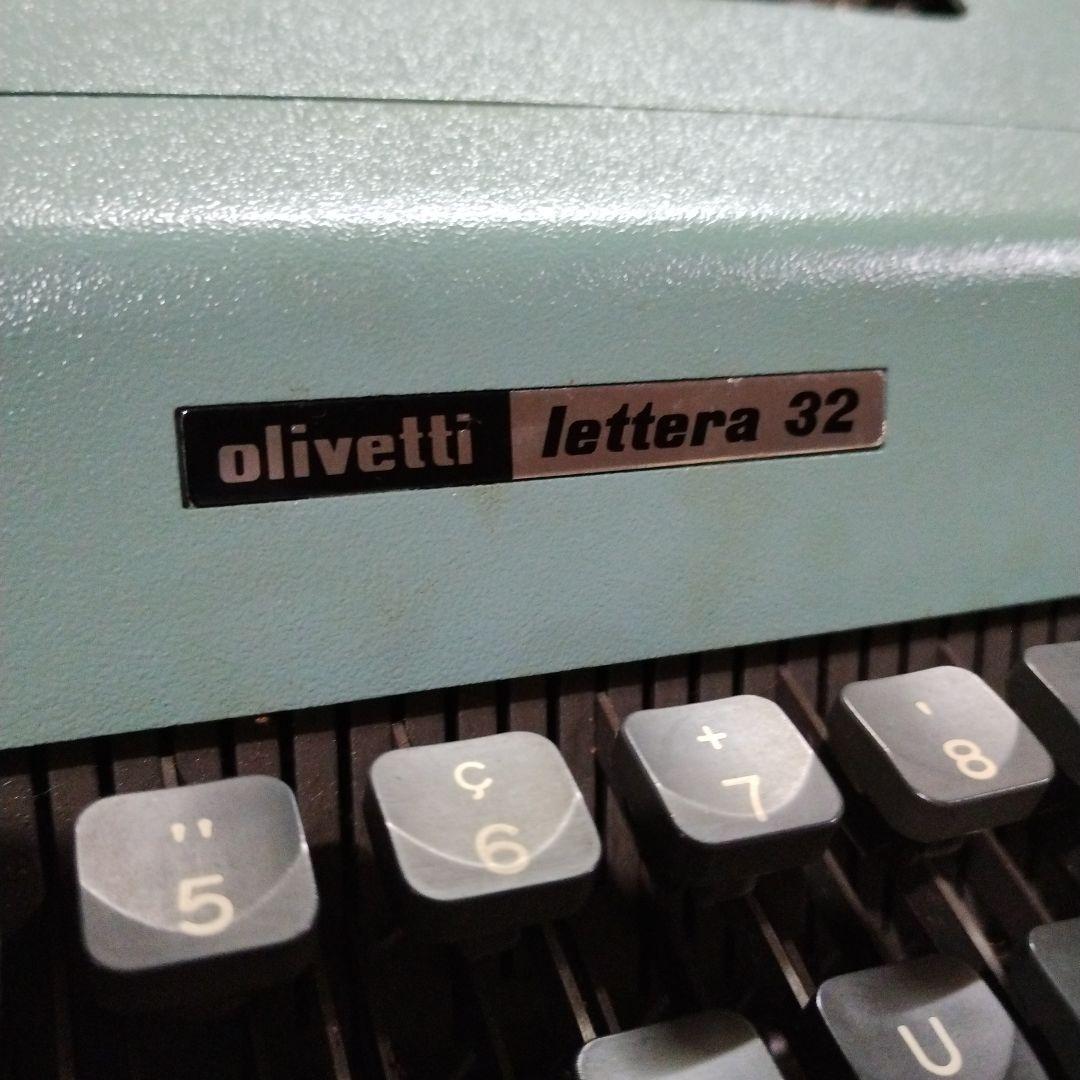 olivetti lettera 32
" ç + '
5 6 7 8
U